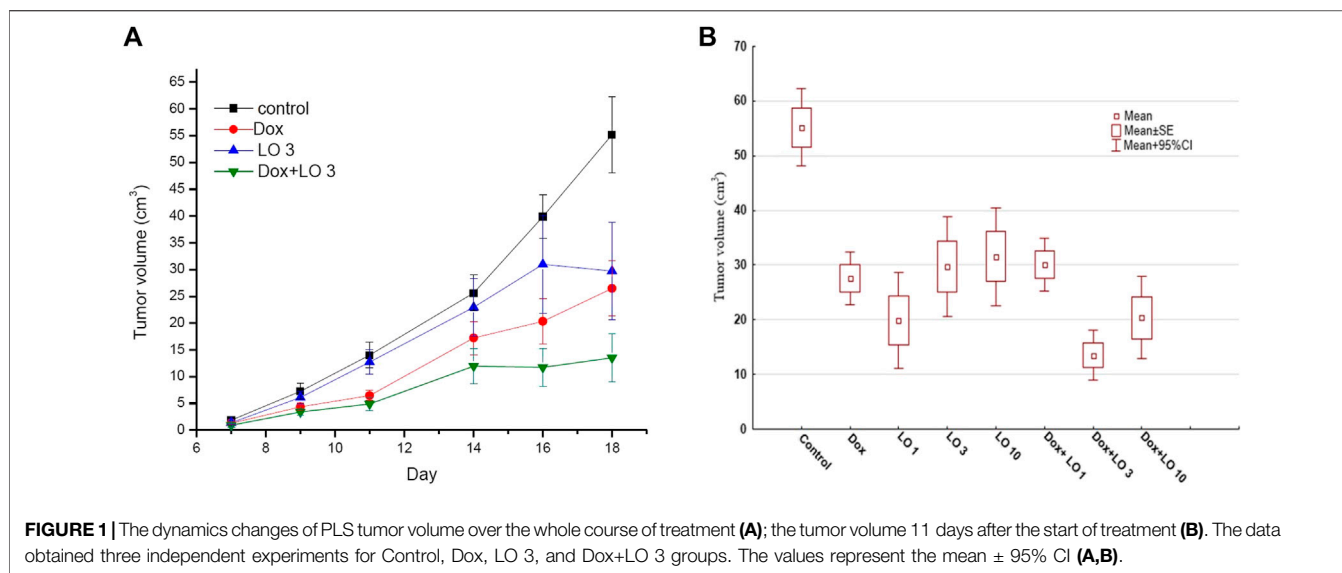 A
65
60
55
50
45
40
35
30
25
20
15
10
5
0
Tumor volume (cm³)
control
Dox
LO 3
Dox+LO 3
6 8 10 12 14 16 18
Day
B
70
60
50
40
30
20
10
0
Tumor volume (cm³)
Mean
Mean±SE
Mean+95%CI
Control
Dox
LO 1
LO 3
LO 10
Dox+ LO 1
Dox+LO 3
Dox+LO 10
FIGURE 1 | The dynamics changes of PLS tumor volume over the whole course of treatment (A); the tumor volume 11 days after the start of treatment (B). The data
obtained three independent experiments for Control, Dox, LO 3, and Dox+LO 3 groups. The values represent the mean ± 95% CI (A,B).